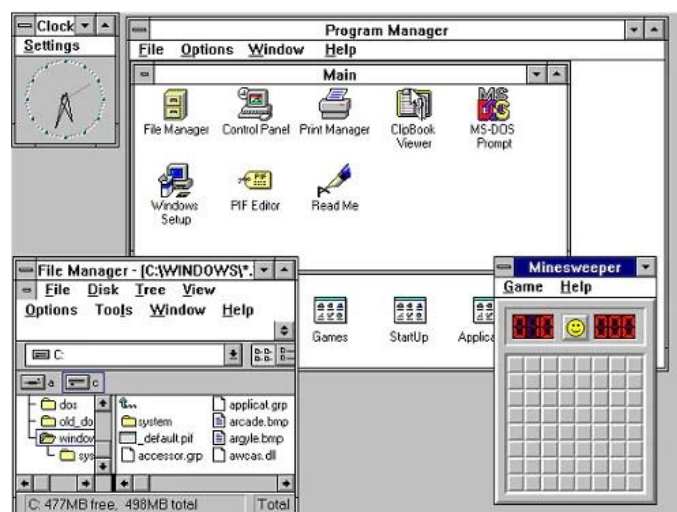 Clock
Settings
Program Manager
File Options Window Help
Main
File Manager
Control Panel
Print Manager
ClipBook
Viewer
MS-DOS
Prompt
Windows
Setup
PIF Editor
Read Me
Games
StartUp
Applica
File Manager - [C:\WINDOWS\*.
File Disk Tree View
Options Tools Window Help
C:
a
c
dos
old_do
window
sys
system
_default.pif
accessor.grp
applicat.grp
arcade.bmp
argyle.bmp
awcas.dll
C: 477MB free, 498MB total
Total
Minesweeper
Game Help
010
000